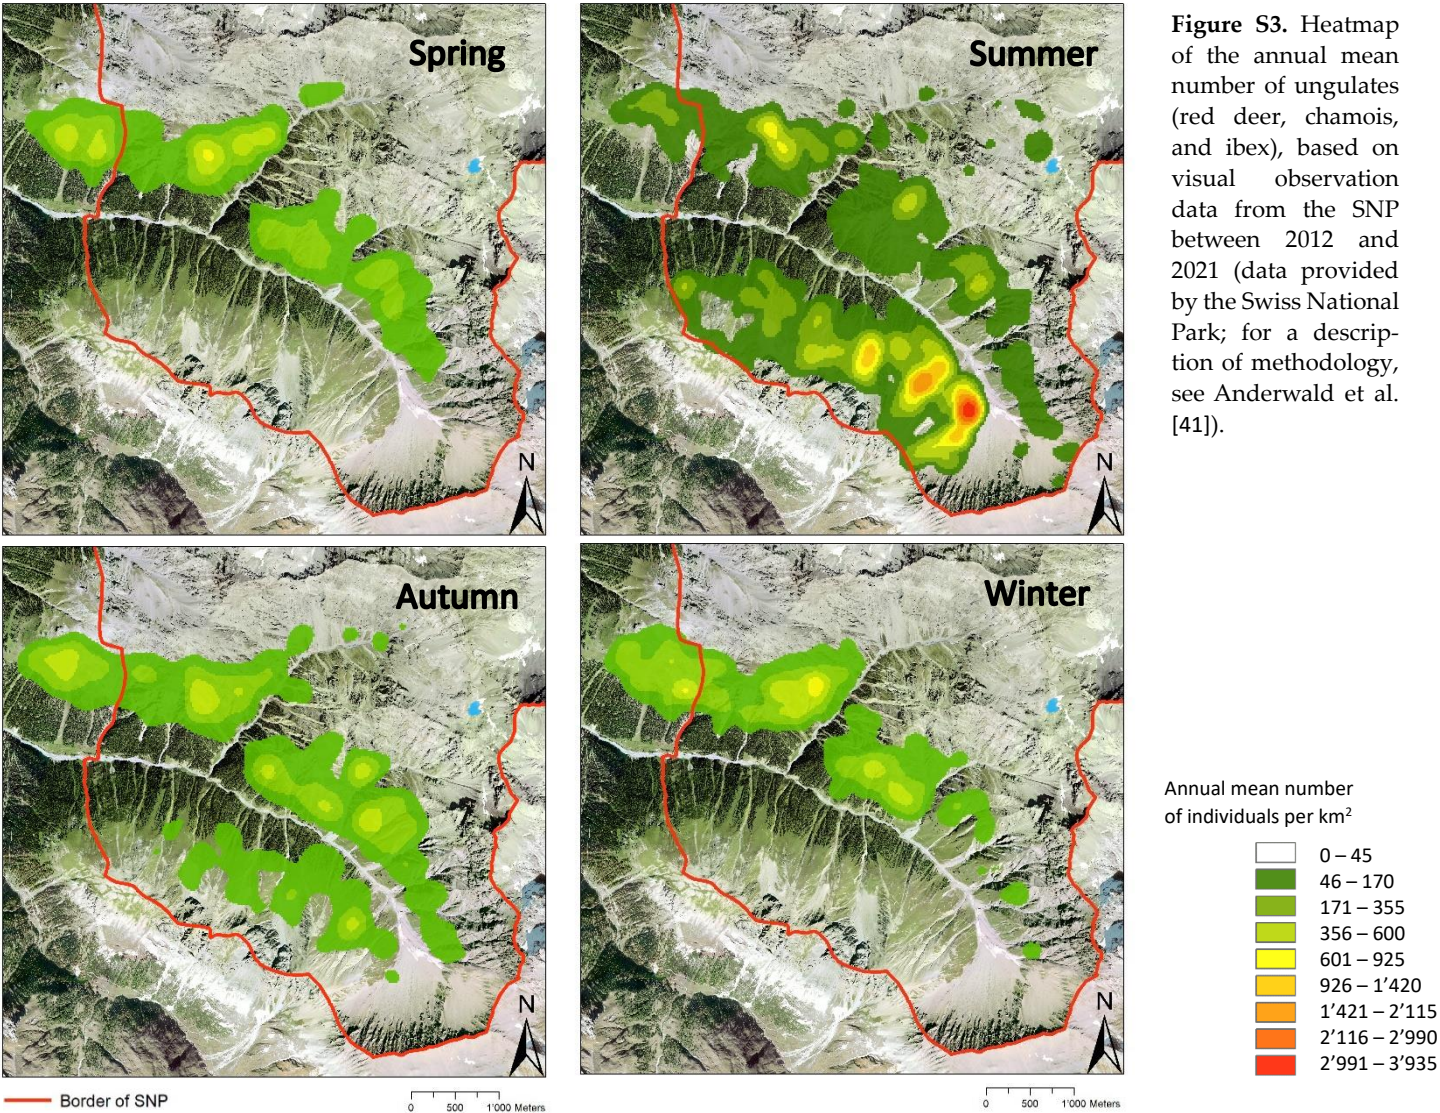 Spring
Summer
Figure S3. Heatmap
of the annual mean
number of ungulates
(red deer, chamois,
and ibex), based on
visual observation
data from the SNP
between 2012 and
2021 (data provided
by the Swiss National
Park; for a descrip-
tion of methodology,
see Anderwald et al.
[41]).
N
N
Autumn
Winter
N
N
Annual mean number
of individuals per km²
0 – 45
46 – 170
171 – 355
356 – 600
601 – 925
926 – 1’420
1’421 – 2’115
2’116 – 2’990
2’991 – 3’935
Border of SNP
0 500 1'000 Meters
0 500 1'000 Meters